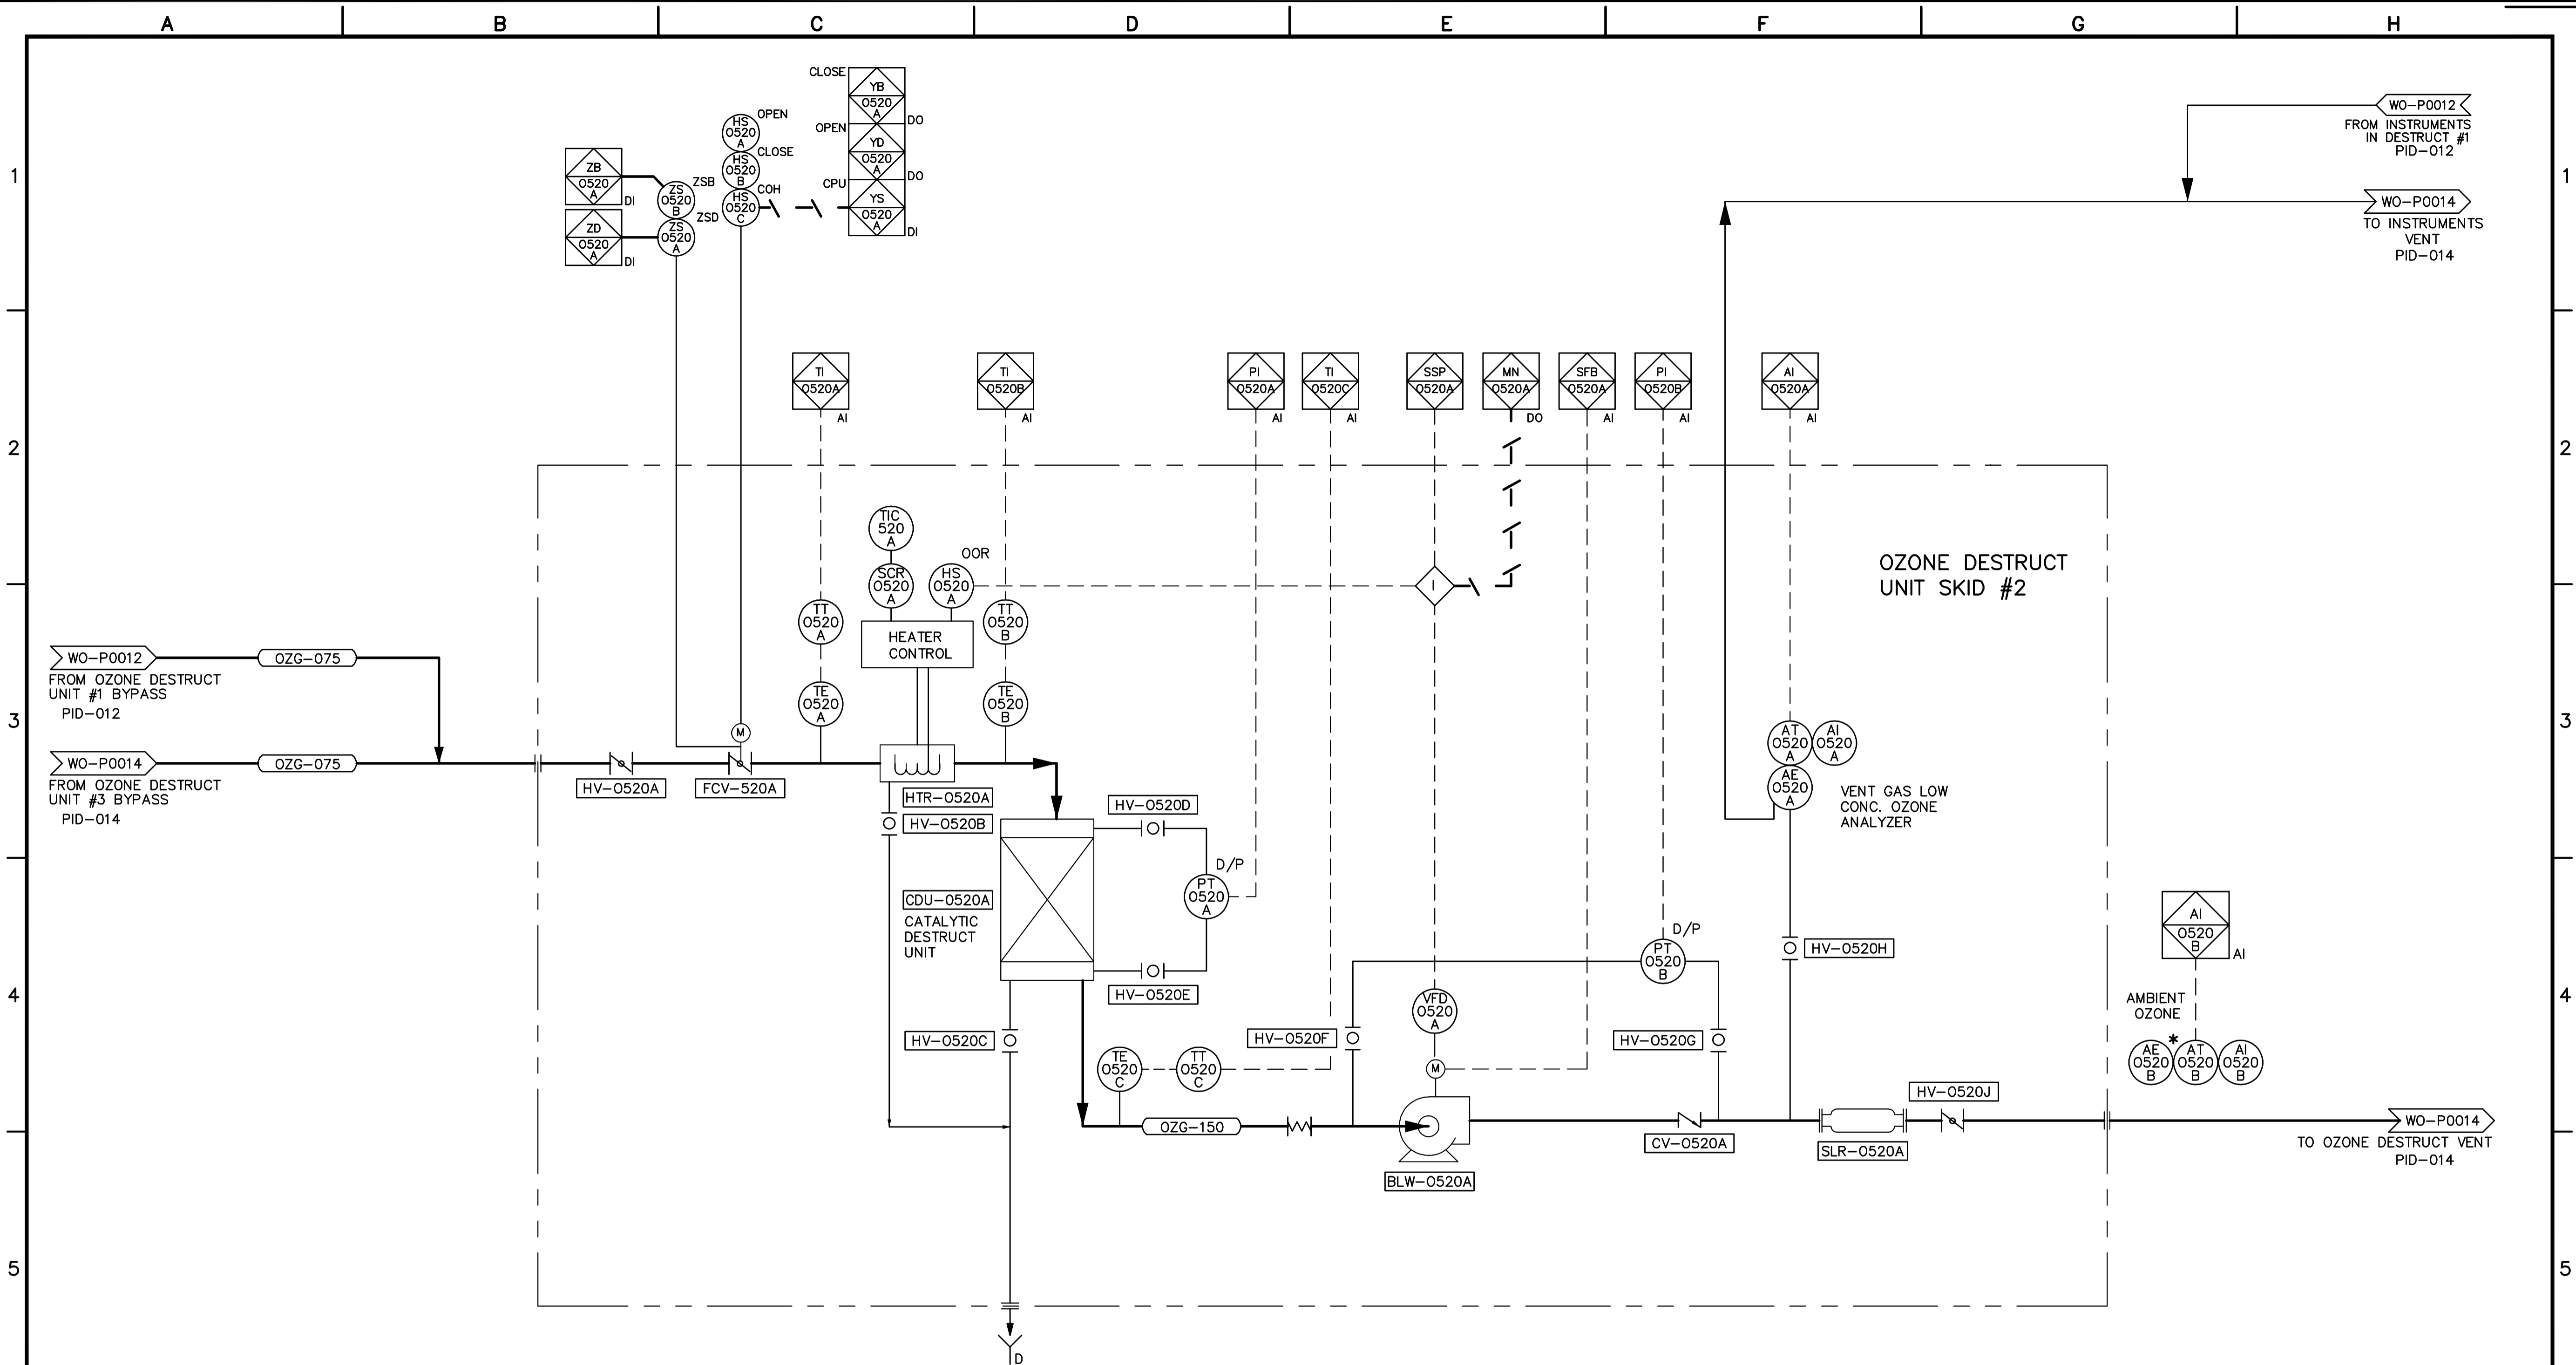 A B C D E F G H
1
2
3
4
5
1
2
3
4
5
CLOSE
YB
0520
A
DO
OPEN
YD
0520
A
DO
CPU
YS
0520
A
DI
HS
0520
A
OPEN
HS
0520
B
CLOSE
HS
0520
C
COH
ZB
0520
A
DI
ZD
0520
A
DI
ZS
0520
B
ZSB
ZS
0520
A
ZSD
WO-P0012
FROM INSTRUMENTS
IN DESTRUCT #1
PID-012
WO-P0014
TO INSTRUMENTS
VENT
PID-014
TI
0520A
AI
TI
0520B
AI
PI
0520A
AI
TI
0520C
AI
SSP
0520A
MN
0520A
DO
SFB
0520A
AI
PI
0520B
AI
AI
0520A
AI
OZONE DESTRUCT
UNIT SKID #2
TIC
520
A
SCR
0520
A
OOR
HS
0520
A
I
HEATER
CONTROL
TT
0520
A
TT
0520
B
TE
0520
A
TE
0520
B
WO-P0012
OZG-075
FROM OZONE DESTRUCT
UNIT #1 BYPASS
PID-012
WO-P0014
OZG-075
FROM OZONE DESTRUCT
UNIT #3 BYPASS
PID-014
HV-0520A
M
FCV-520A
HTR-0520A
HV-0520B
HV-0520D
D/P
PT
0520
A
HV-0520E
CDU-0520A
CATALYTIC
DESTRUCT
UNIT
HV-0520C
TE
0520
C
TT
0520
C
OZG-150
HV-0520F
VFD
0520
A
M
BLW-0520A
D/P
PT
0520
B
HV-0520G
CV-0520A
AT
0520
A
AI
0520
A
AE
0520
A
VENT GAS LOW
CONC. OZONE
ANALYZER
HV-0520H
SLR-0520A
HV-0520J
AI
0520
B
AI
AMBIENT
OZONE
*
AE
0520
B
AT
0520
B
AI
0520
B
WO-P0014
TO OZONE DESTRUCT VENT
PID-014
D